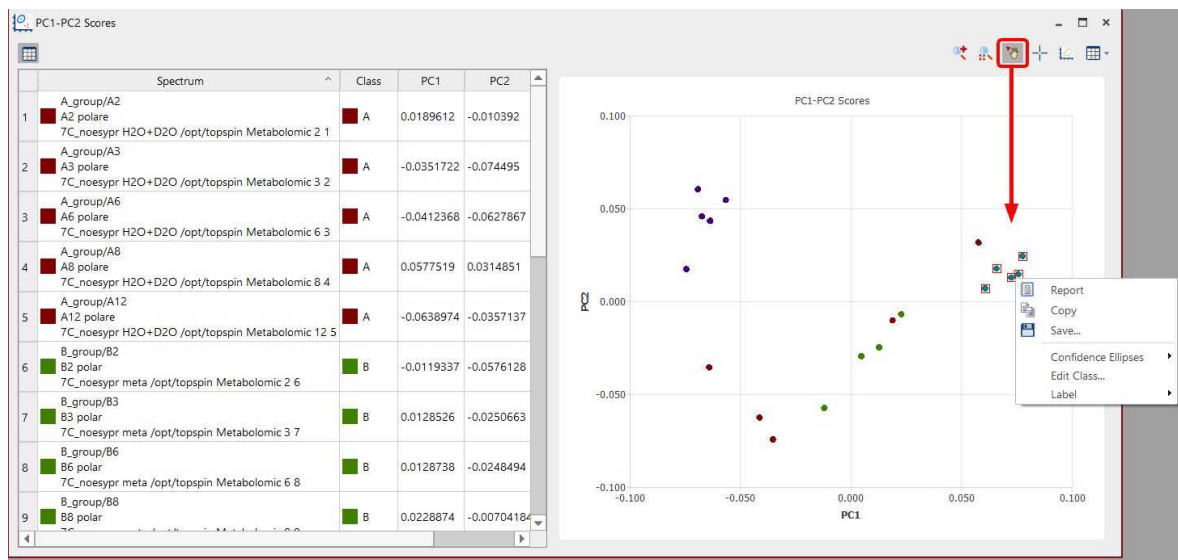 PC1-PC2 Scores
Spectrum Class PC1 PC2
A_group/A2
1 A2 polare A 0.0189612 -0.010392
7C_noesypr H2O+D2O /opt/topspin Metabolomic 2 1
A_group/A3
2 A3 polare A -0.0351722 -0.074495
7C_noesypr H2O+D2O /opt/topspin Metabolomic 3 2
A_group/A6
3 A6 polare A -0.0412368 -0.0627867
7C_noesypr H2O+D2O /opt/topspin Metabolomic 6 3
A_group/A8
4 A8 polare A 0.0577519 0.0314851
7C_noesypr H2O+D2O /opt/topspin Metabolomic 8 4
A_group/A12
5 A12 polare A -0.0638974 -0.0357137
7C_noesypr H2O+D2O /opt/topspin Metabolomic 12 5
B_group/B2
6 B2 polar B -0.0119337 -0.0576128
7C_noesypr meta /opt/topspin Metabolomic 2 6
B_group/B3
7 B3 polar B 0.0128526 -0.0250663
7C_noesypr meta /opt/topspin Metabolomic 3 7
B_group/B6
8 B6 polar B 0.0128738 -0.0248494
7C_noesypr meta /opt/topspin Metabolomic 6 8
B_group/B8
9 B8 polar B 0.0228874 -0.00704184
PC1-PC2 Scores
0.100
0.050
0.000
-0.050
-0.100
PC2
-0.100 -0.050 0.000 0.050 0.100
PC1
Report
Copy
Save...
Confidence Ellipses
Edit Class...
Label